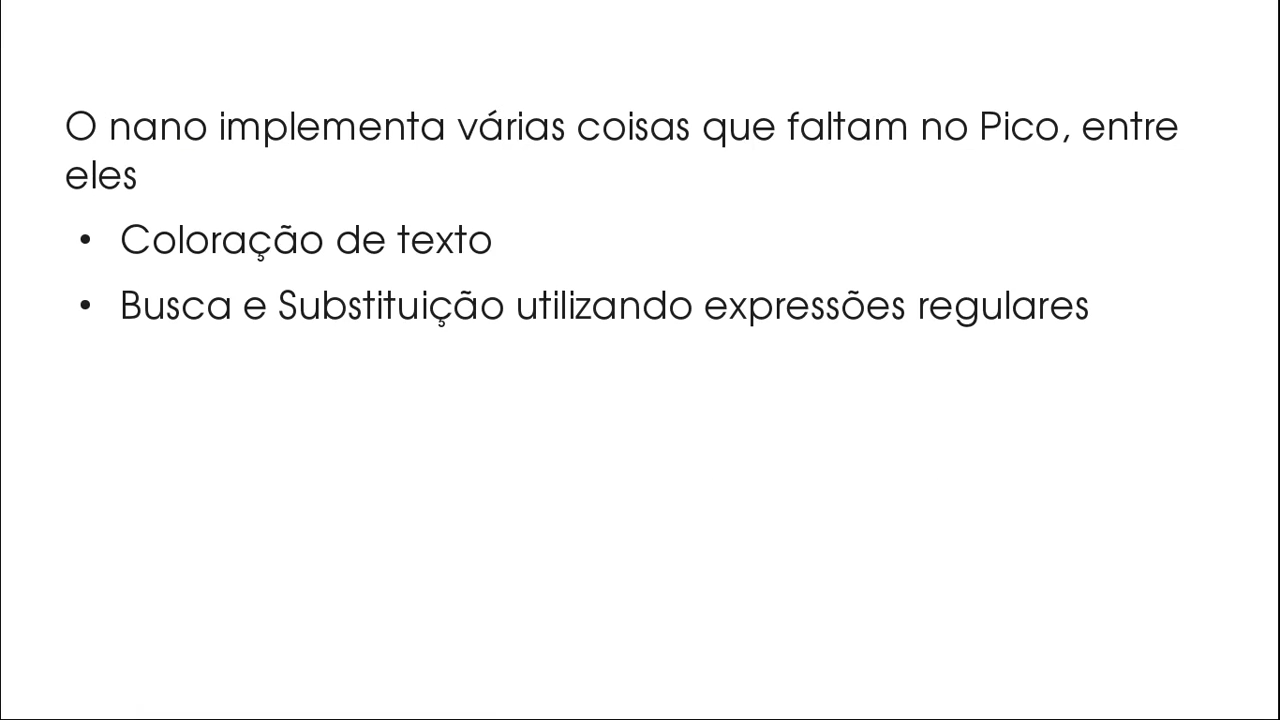 O nano implementa várias coisas que faltam no Pico, entre
eles
• Coloração de texto
• Busca e Substituição utilizando expressões regulares